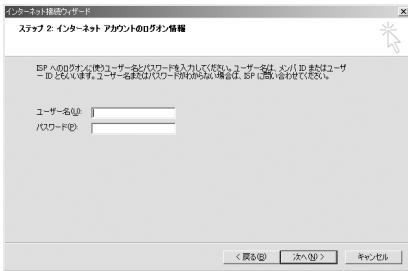 インターネット接続ウィザード
ステップ 2: インターネット アカウントのログオン情報
ISP へのログオンに使うユーザー名とパスワードを入力してください。ユーザー名は、メンバ ID またはユーザ
ー ID ともいいます。ユーザー名またはパスワードがわからない場合は、ISP に問い合わせてください。
ユーザー名(U):
パスワード(P):
< 戻る(B)
次へ(N) >
キャンセル